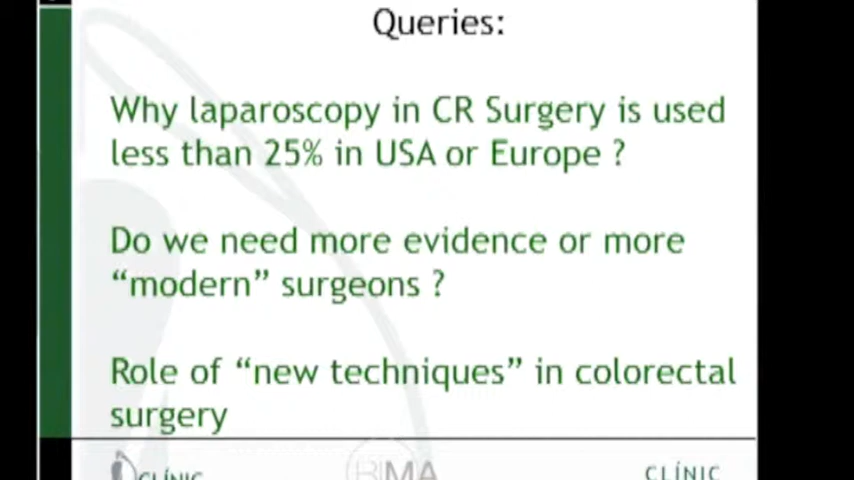 Queries:
Why laparoscopy in CR Surgery is used
less than 25% in USA or Europe ?
Do we need more evidence or more
“modern” surgeons ?
Role of “new techniques” in colorectal
surgery
CLÍNIC
CLÍNIC